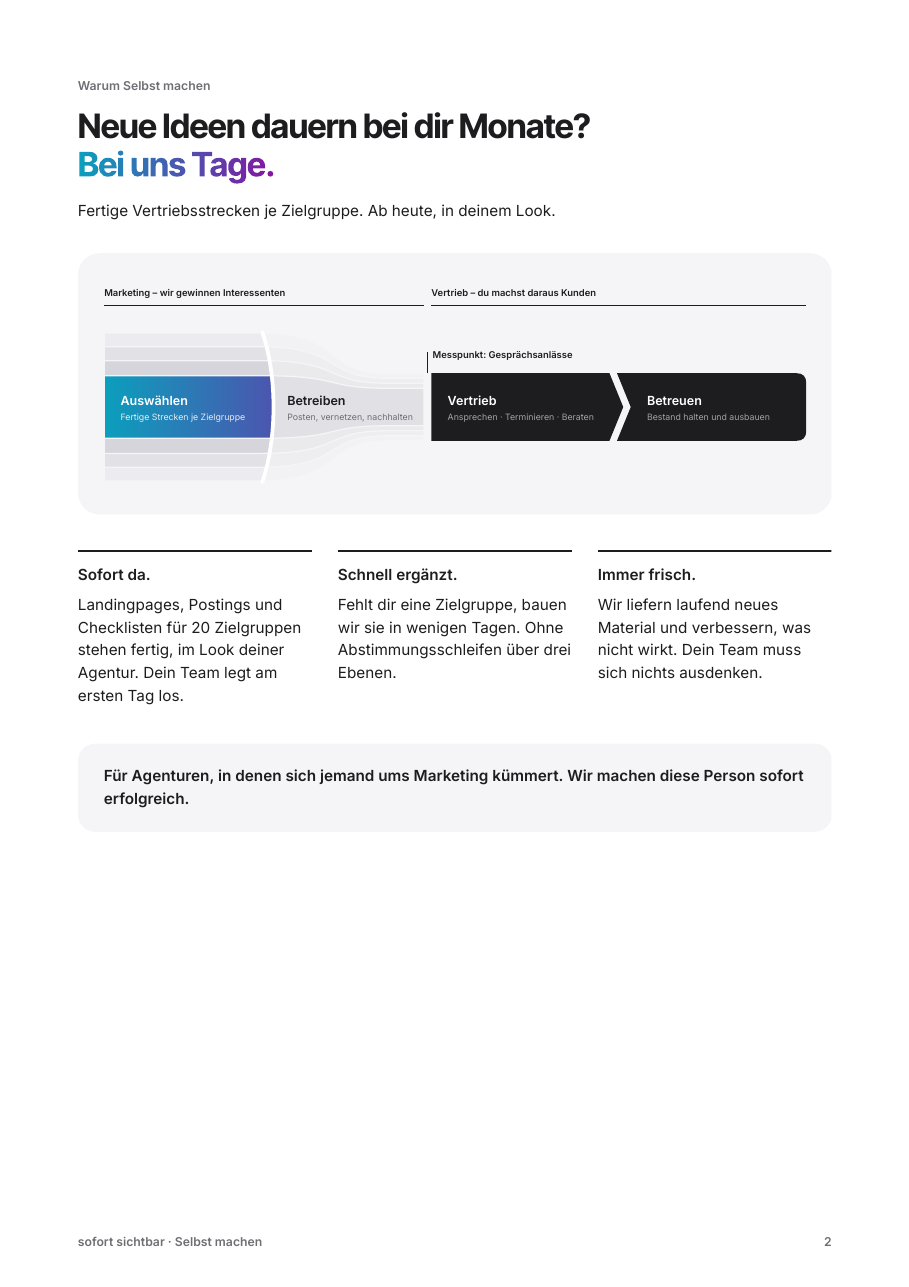 Warum Selbst machen
Neue Ideen dauern bei dir Monate?
Bei uns Tage.
Fertige Vertriebsstrecken je Zielgruppe. Ab heute, in deinem Look.
Marketing – wir gewinnen Interessenten
Vertrieb – du machst daraus Kunden
Messpunkt: Gesprächsanlässe
Auswählen
Fertige Strecken je Zielgruppe
Betreiben
Posten, vernetzen, nachhalten
Vertrieb
Ansprechen · Terminieren · Beraten
Betreuen
Bestand halten und ausbauen
Sofort da.
Landingpages, Postings und
Checklisten für 20 Zielgruppen
stehen fertig, im Look deiner
Agentur. Dein Team legt am
ersten Tag los.
Schnell ergänzt.
Fehlt dir eine Zielgruppe, bauen
wir sie in wenigen Tagen. Ohne
Abstimmungsschleifen über drei
Ebenen.
Immer frisch.
Wir liefern laufend neues
Material und verbessern, was
nicht wirkt. Dein Team muss
sich nichts ausdenken.
Für Agenturen, in denen sich jemand ums Marketing kümmert. Wir machen diese Person sofort
erfolgreich.
sofort sichtbar · Selbst machen
2